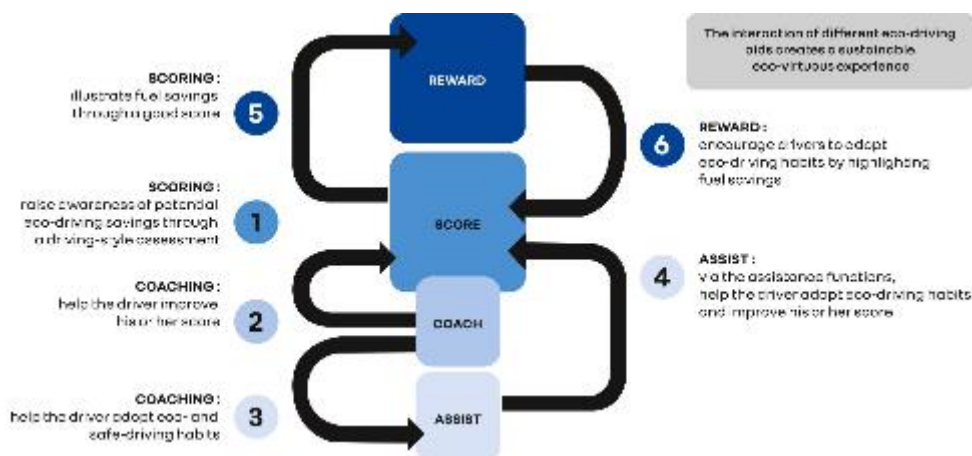 The interaction of different eco-driving
aids creates a sustainable
eco-virtuous experience
REWARD
SCORING :
illustrate fuel savings
through a good score
5
6
REWARD :
encourage drivers to adopt
eco-driving habits by highlighting
fuel savings
SCORING :
raise awareness of potential
eco-driving savings through
a driving-style assessment
1
SCORE
4
ASSIST :
via the assistance functions,
help the driver adopt eco-driving habits
and improve his or her score
COACHING :
help the driver improve
his or her score
2
COACH
COACHING :
help the driver adopt eco- and
safe-driving habits
3
ASSIST